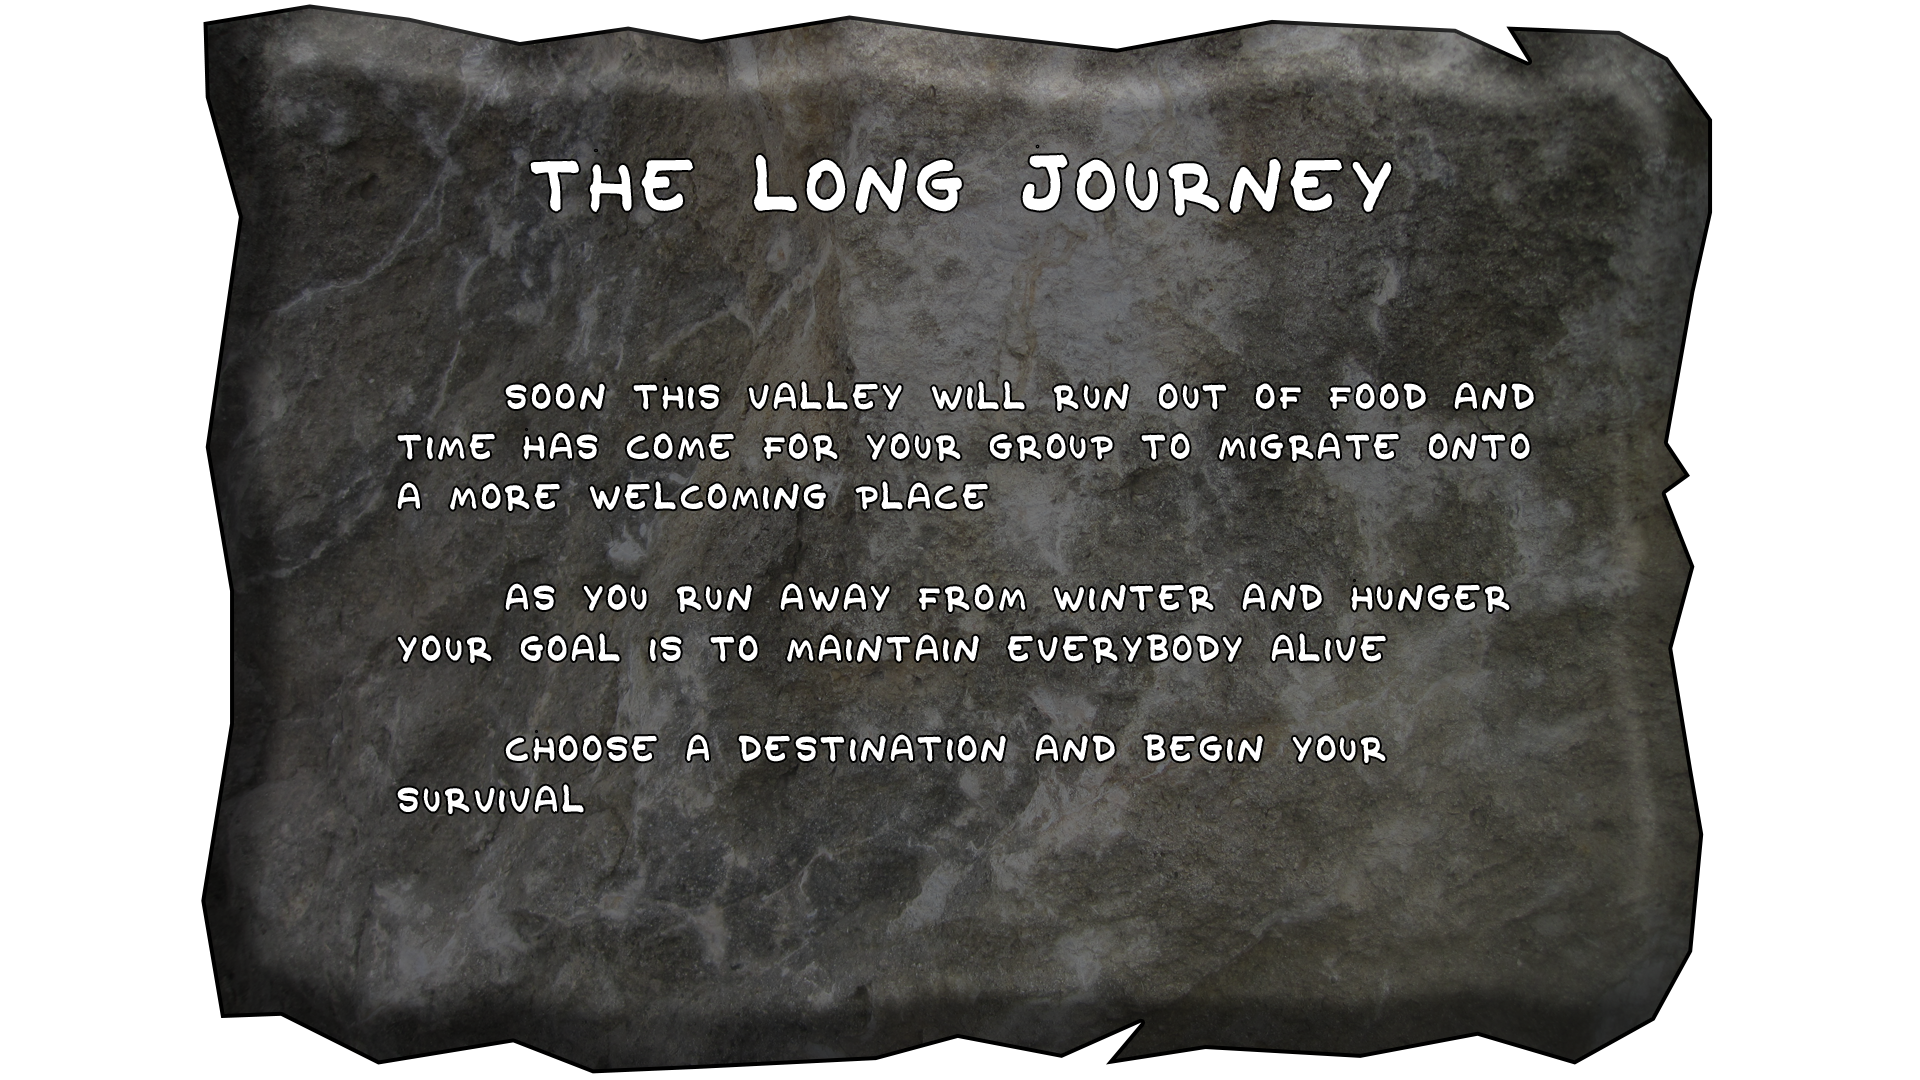 THE LONG JOURNEY
SOON THIS VALLEY WILL RUN OUT OF FOOD AND
TIME HAS COME FOR YOUR GROUP TO MIGRATE ONTO
A MORE WELCOMING PLACE
AS YOU RUN AWAY FROM WINTER AND HUNGER
YOUR GOAL IS TO MAINTAIN EVERYBODY ALIVE
CHOOSE A DESTINATION AND BEGIN YOUR
SURVIVAL